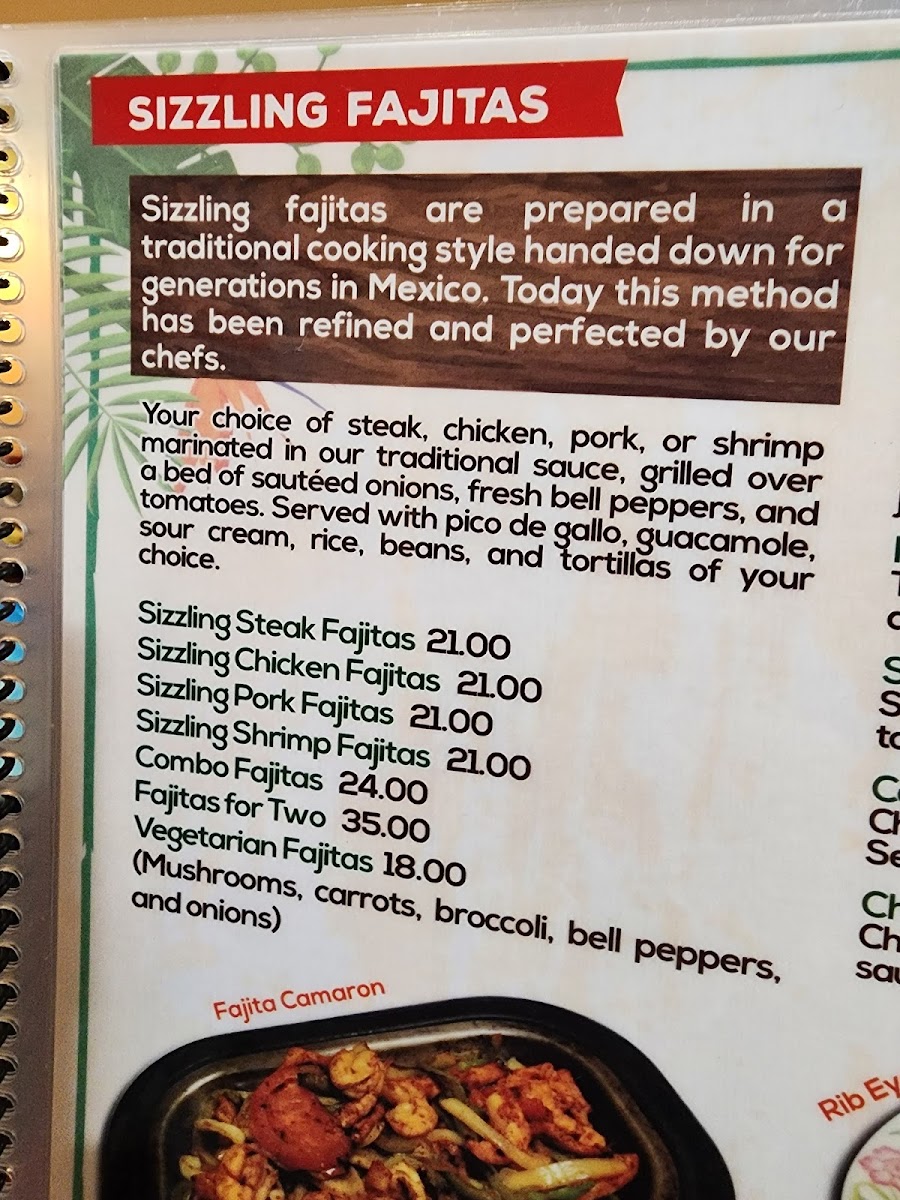 SIZZLING FAJITAS
Sizzling fajitas are prepared in a
traditional cooking style handed down for
generations in Mexico. Today this method
has been refined and perfected by our
chefs.
Your choice of steak, chicken, pork, or shrimp
marinated in our traditional sauce, grilled over
a bed of sautéed onions, fresh bell peppers, and
tomatoes. Served with pico de gallo, guacamole,
sour cream, rice, beans, and tortillas of your
choice.
Sizzling Steak Fajitas 21.00
Sizzling Chicken Fajitas 21.00
Sizzling Pork Fajitas 21.00
Sizzling Shrimp Fajitas 21.00
Combo Fajitas 24.00
Fajitas for Two 35.00
Vegetarian Fajitas 18.00
(Mushrooms, carrots, broccoli, bell peppers,
and onions)
Fajita Camaron
Rib Ey